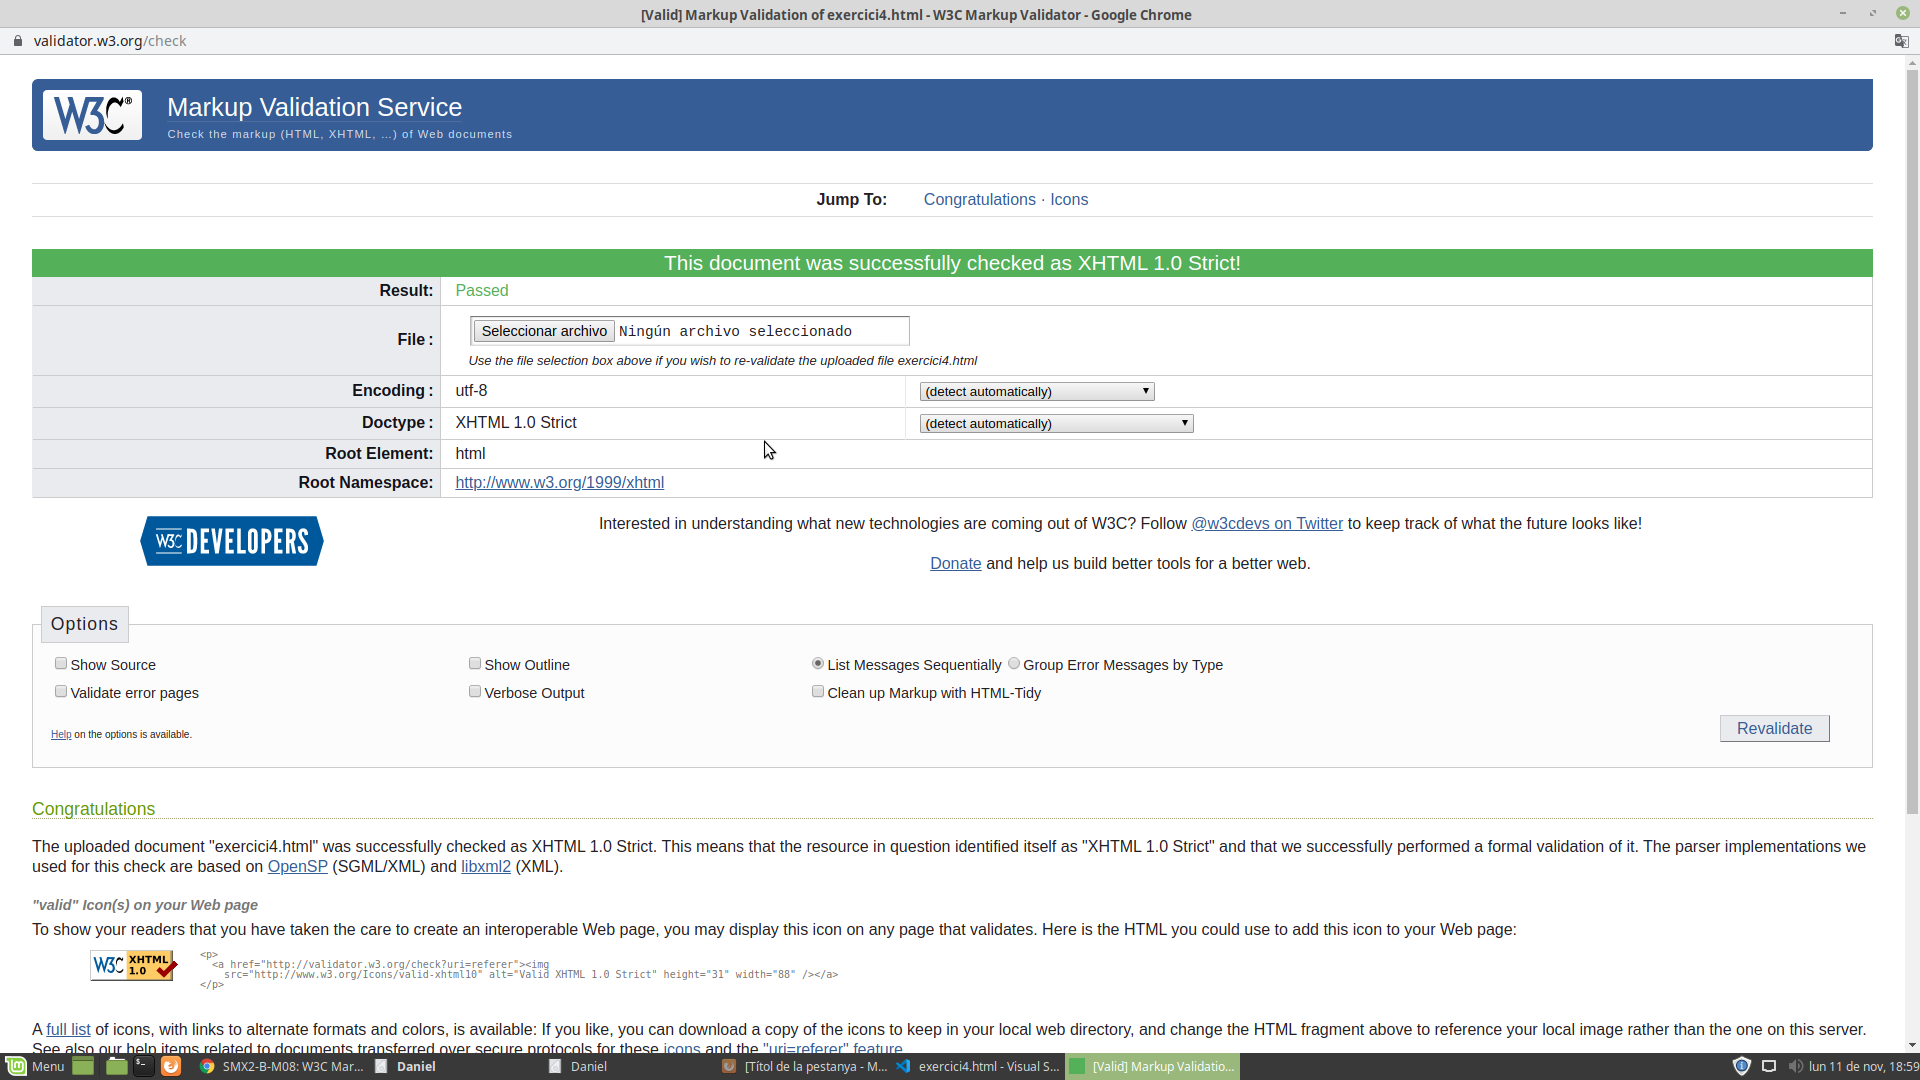 [Valid] Markup Validation of exercici4.html - W3C Markup Validator - Google Chrome
validator.w3.org/check
W3C®
Markup Validation Service
Check the markup (HTML, XHTML, …) of Web documents
Jump To: Congratulations · Icons
This document was successfully checked as XHTML 1.0 Strict!
Result: Passed
File : Seleccionar archivo Ningún archivo seleccionado
Use the file selection box above if you wish to re-validate the uploaded file exercici4.html
Encoding : utf-8 (detect automatically)
Doctype : XHTML 1.0 Strict (detect automatically)
Root Element: html
Root Namespace: http://www.w3.org/1999/xhtml
W3C DEVELOPERS
Interested in understanding what new technologies are coming out of W3C? Follow @w3cdevs on Twitter to keep track of what the future looks like!
Donate and help us build better tools for a better web.
Options
Show Source Show Outline List Messages Sequentially Group Error Messages by Type
Validate error pages Verbose Output Clean up Markup with HTML-Tidy
Help on the options is available.
Revalidate
Congratulations
The uploaded document "exercici4.html" was successfully checked as XHTML 1.0 Strict. This means that the resource in question identified itself as "XHTML 1.0 Strict" and that we successfully performed a formal validation of it. The parser implementations we
used for this check are based on OpenSP (SGML/XML) and libxml2 (XML).
"valid" Icon(s) on your Web page
To show your readers that you have taken the care to create an interoperable Web page, you may display this icon on any page that validates. Here is the HTML you could use to add this icon to your Web page:
W3C XHTML 1.0
<p>
<a href="http://validator.w3.org/check?uri=referer"><img
src="http://www.w3.org/Icons/valid-xhtml10" alt="Valid XHTML 1.0 Strict" height="31" width="88" /></a>
</p>
A full list of icons, with links to alternate formats and colors, is available: If you like, you can download a copy of the icons to keep in your local web directory, and change the HTML fragment above to reference your local image rather than the one on this server.
See also our help items related to documents transferred over secure protocols for these icons and the "uri=referer" feature
Menu SMX2-B-M08: W3C Mar... Daniel Daniel [Títol de la pestanya - M... exercici4.html - Visual S... [Valid] Markup Validatio... lun 11 de nov, 18:59